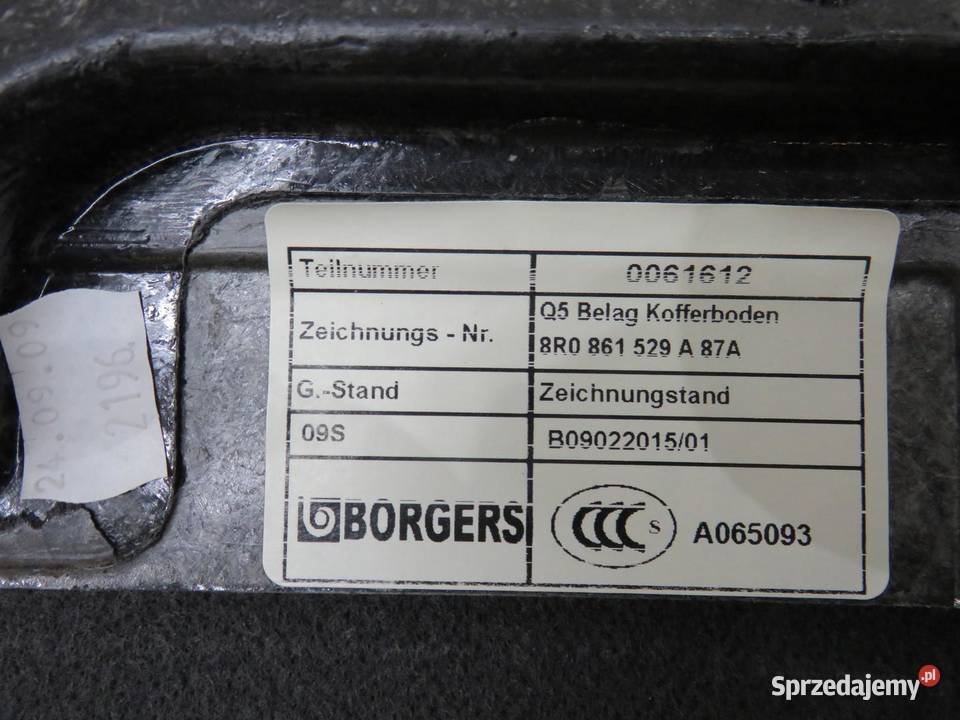 Teilnummer 0061612
Zeichnungs - Nr. Q5 Belag Kofferboden
8R0 861 529 A 87A
G.-Stand Zeichnungstand
09S B09022015/01
BORGERS CCC S A065093
24.09.09
2196
Sprzedajemy.pl